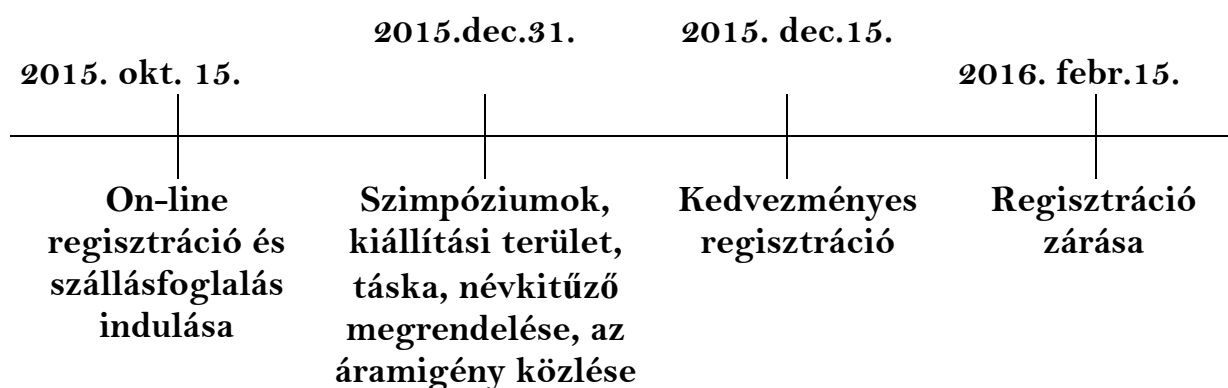 2015. okt. 15.
On-line
regisztráció és
szállásfoglalás
indulása
2015.dec.31.
Szimpóziumok,
kiállítási terület,
táska, névkitűző
megrendelése, az
áramigény közlése
2015. dec.15.
Kedvezményes
regisztráció
2016. febr.15.
Regisztráció
zárása